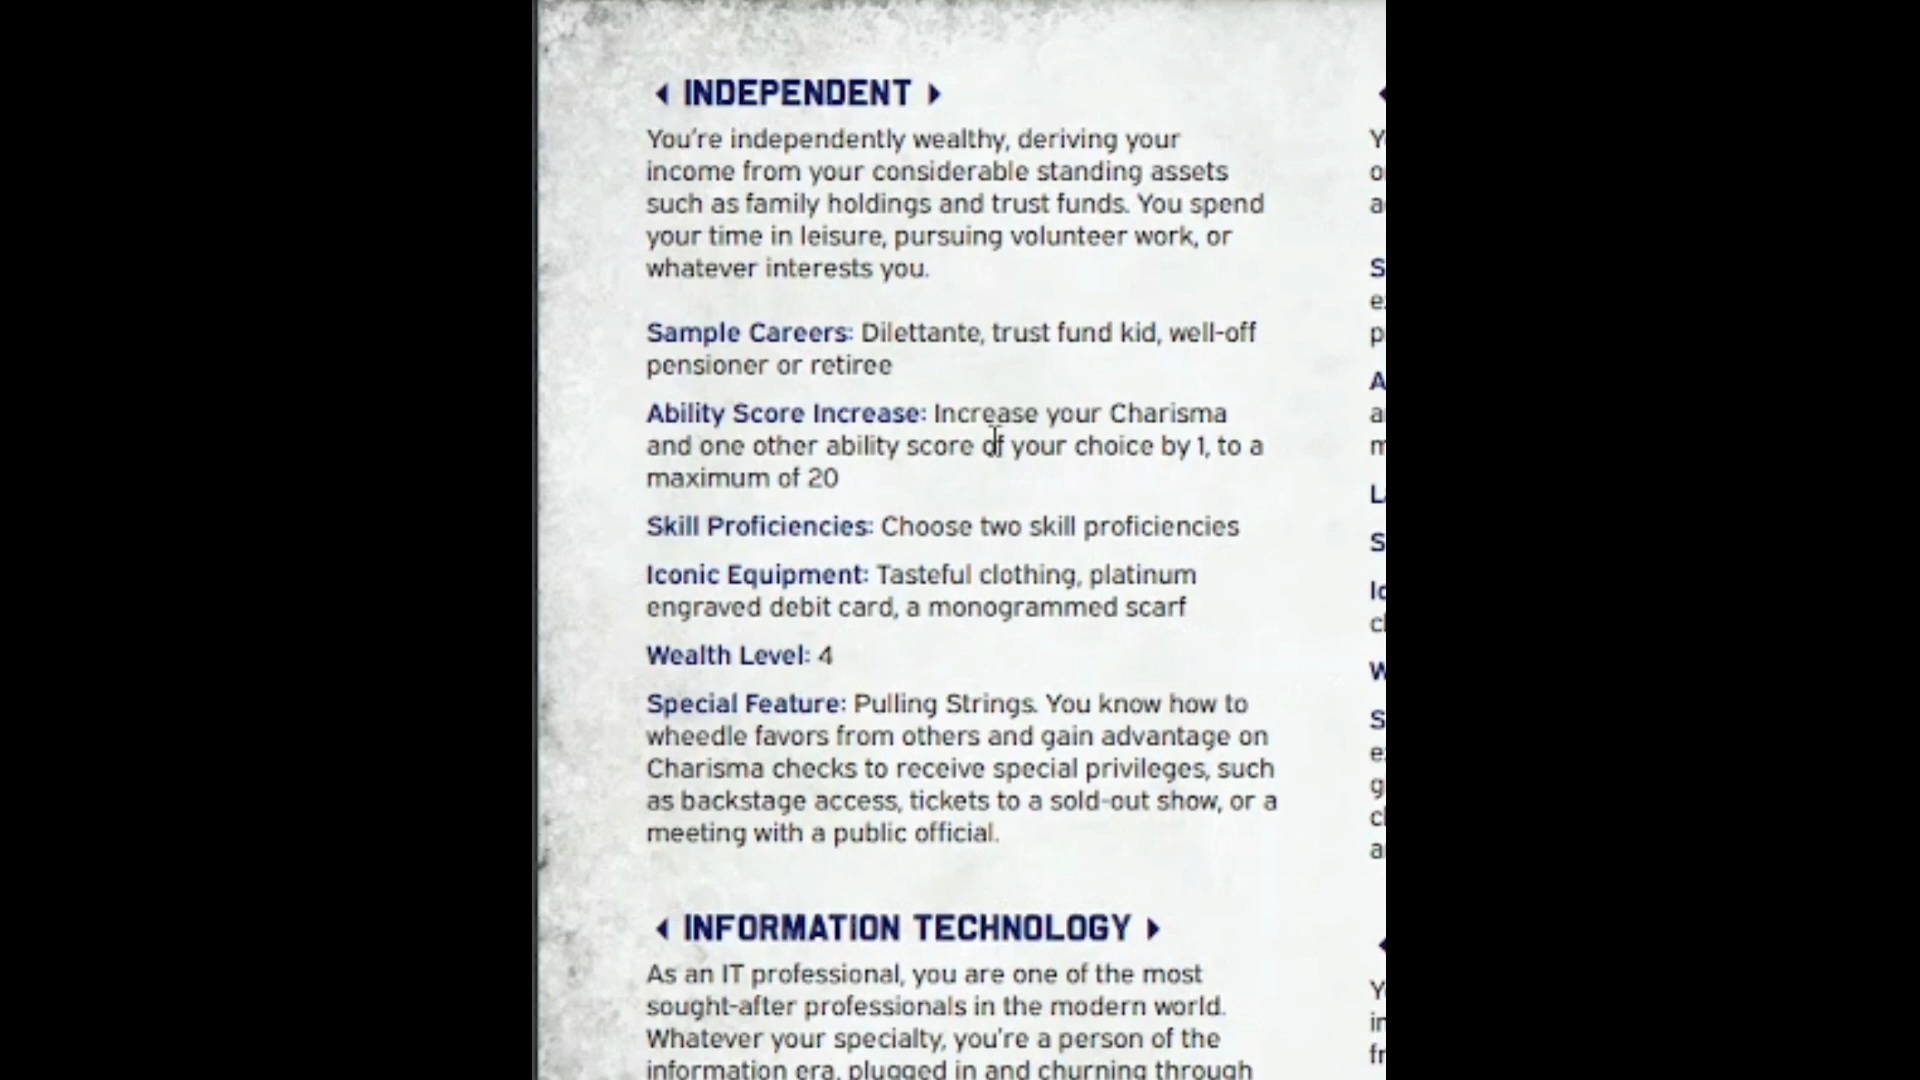 INDEPENDENT
You're independently wealthy, deriving your
income from your considerable standing assets
such as family holdings and trust funds. You spend
your time in leisure, pursuing volunteer work, or
whatever interests you.
Sample Careers: Dilettante, trust fund kid, well-off
pensioner or retiree
Ability Score Increase: Increase your Charisma
and one other ability score of your choice by 1, to a
maximum of 20
Skill Proficiencies: Choose two skill proficiencies
Iconic Equipment: Tasteful clothing, platinum
engraved debit card, a monogrammed scarf
Wealth Level: 4
Special Feature: Pulling Strings. You know how to
wheedle favors from others and gain advantage on
Charisma checks to receive special privileges, such
as backstage access, tickets to a sold-out show, or a
meeting with a public official.
INFORMATION TECHNOLOGY
As an IT professional, you are one of the most
sought-after professionals in the modern world.
Whatever your specialty, you're a person of the
information era, plugged in and churning through